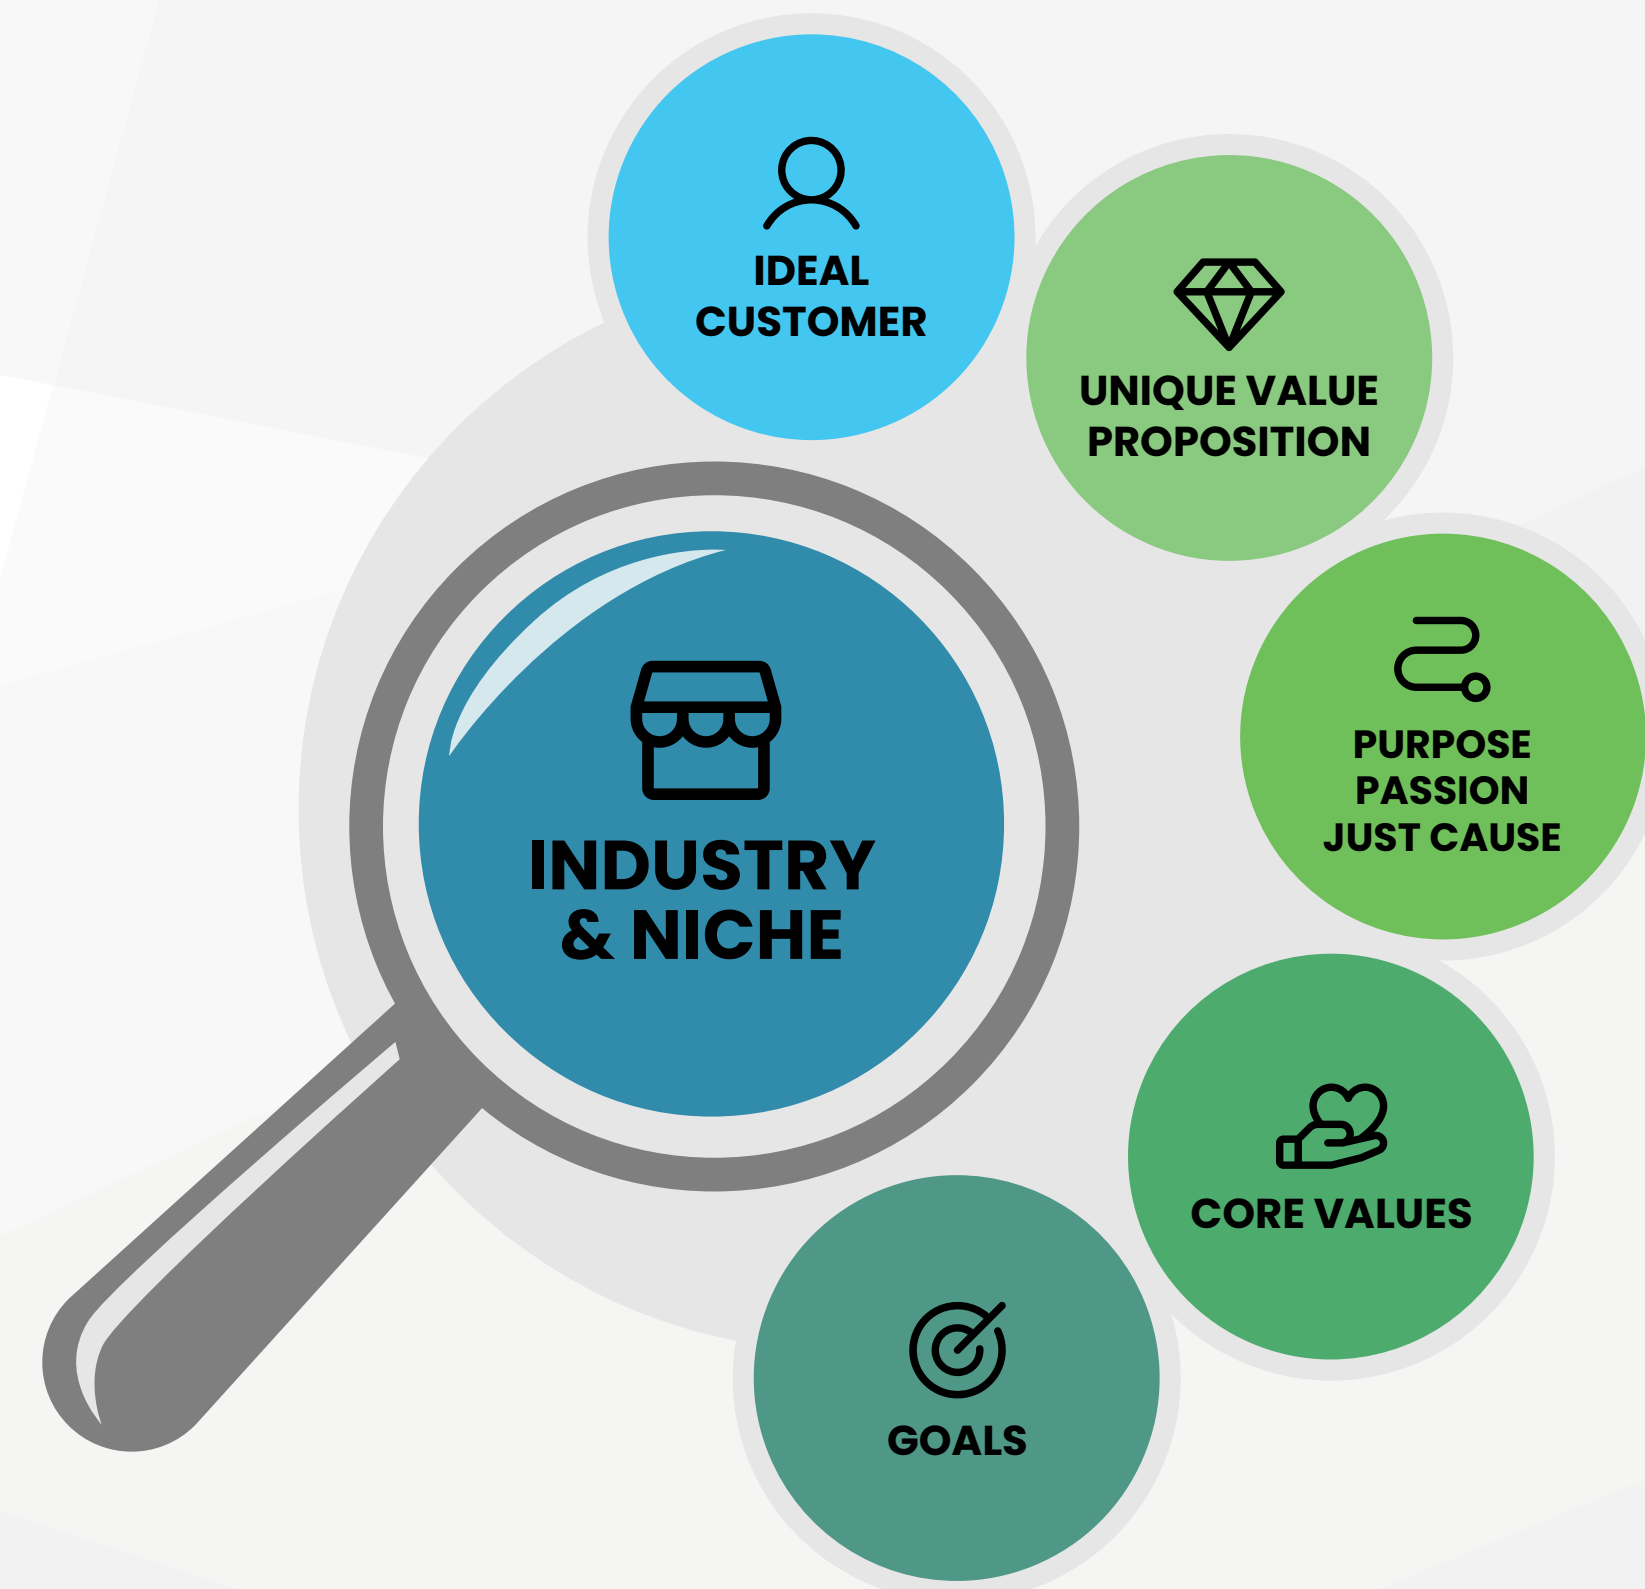 IDEAL
CUSTOMER
UNIQUE VALUE
PROPOSITION
PURPOSE
PASSION
JUST CAUSE
INDUSTRY
& NICHE
CORE VALUES
GOALS